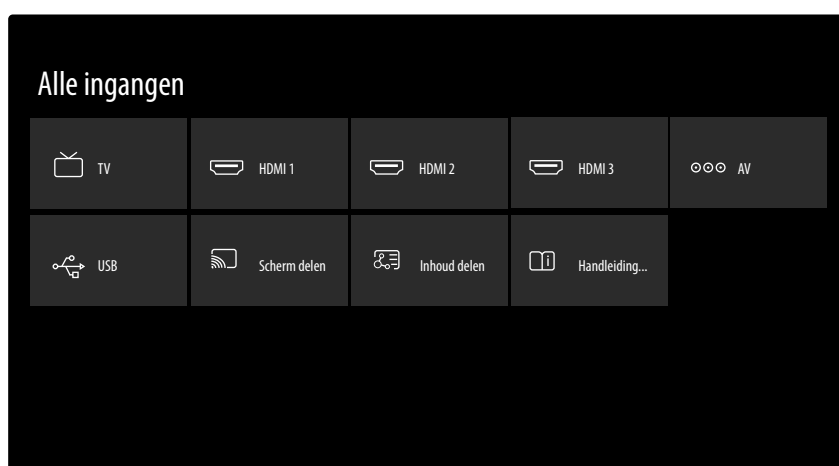 Alle ingangen
TV
HDMI 1
HDMI 2
HDMI 3
AV
USB
Scherm delen
Inhoud delen
Handleiding...